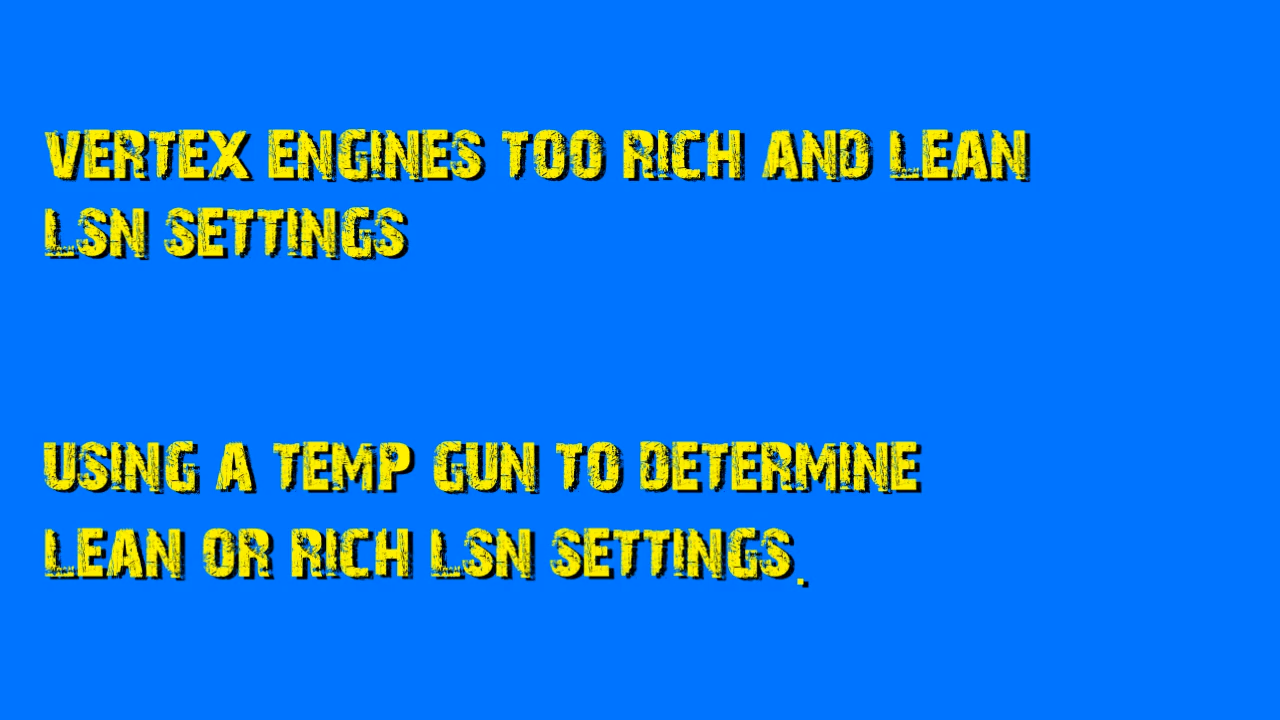 VERTEX ENGINES TOO RICH AND LEAN
LSN SETTINGS
USING A TEMP GUN TO DETERMINE
LEAN OR RICH LSN SETTINGS.